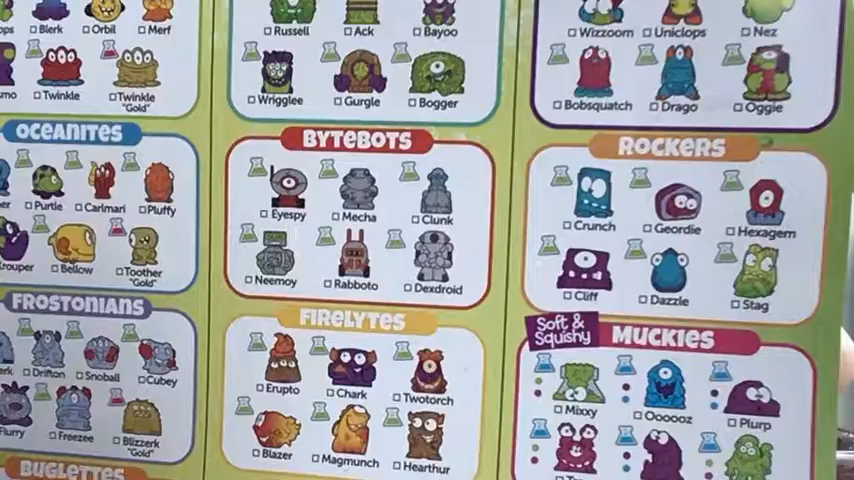 Blerk Orbil Merf
Twinkle Twinkle
"Gold"
OCEANITES
Purtle Carlmari Pluffy
Bellow Toother
"Gold"
FROSTONIANS
Drifton Snoball Cubey
Flurry Freezee Blizzerk
"Gold"
BUGLETTES
Russell Ack Bayoo
Wrigglee Gurgle Bogger
BYTEBOTS
Eyespy Mecha Clunk
Neemoy Rabboto Dexdroid
FIRELYTES
Erupto Chark Twotorch
Blazer Magmunch Hearthur
Wizzoom Uniclops Nez
Bobsquatch Drago Oggie
ROCKERS
Crunch Geordie Hexagem
Cliff Dazzle Stag
Soft &
Squishy
MUCKIES
Mixxy Oooooz Plurp